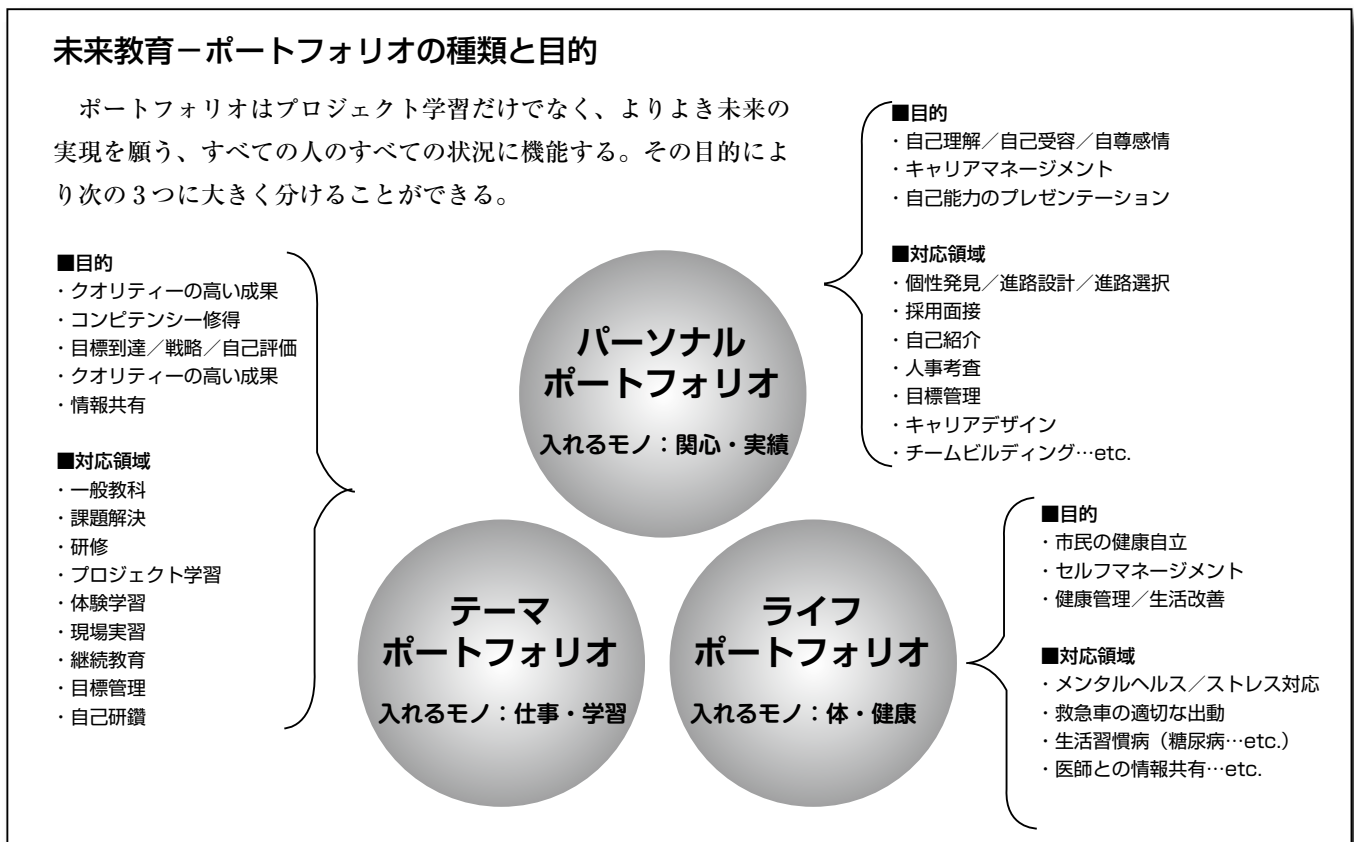 未来教育－ポートフォリオの種類と目的
ポートフォリオはプロジェクト学習だけでなく、よりよき未来の
実現を願う、すべての人のすべての状況に機能する。その目的によ
り次の３つに大きく分けることができる。
■目的
・クオリティーの高い成果
・コンピテンシー修得
・目標到達／戦略／自己評価
・クオリティーの高い成果
・情報共有
■対応領域
・一般教科
・課題解決
・研修
・プロジェクト学習
・体験学習
・現場実習
・継続教育
・目標管理
・自己研鑽
パーソナル
ポートフォリオ
入れるモノ：関心・実績
■目的
・自己理解／自己受容／自尊感情
・キャリアマネージメント
・自己能力のプレゼンテーション
■対応領域
・個性発見／進路設計／進路選択
・採用面接
・自己紹介
・人事考査
・目標管理
・キャリアデザイン
・チームビルディング…etc.
テーマ
ポートフォリオ
入れるモノ：仕事・学習
ライフ
ポートフォリオ
入れるモノ：体・健康
■目的
・市民の健康自立
・セルフマネージメント
・健康管理／生活改善
■対応領域
・メンタルヘルス／ストレス対応
・救急車の適切な出動
・生活習慣病（糖尿病…etc.）
・医師との情報共有…etc.